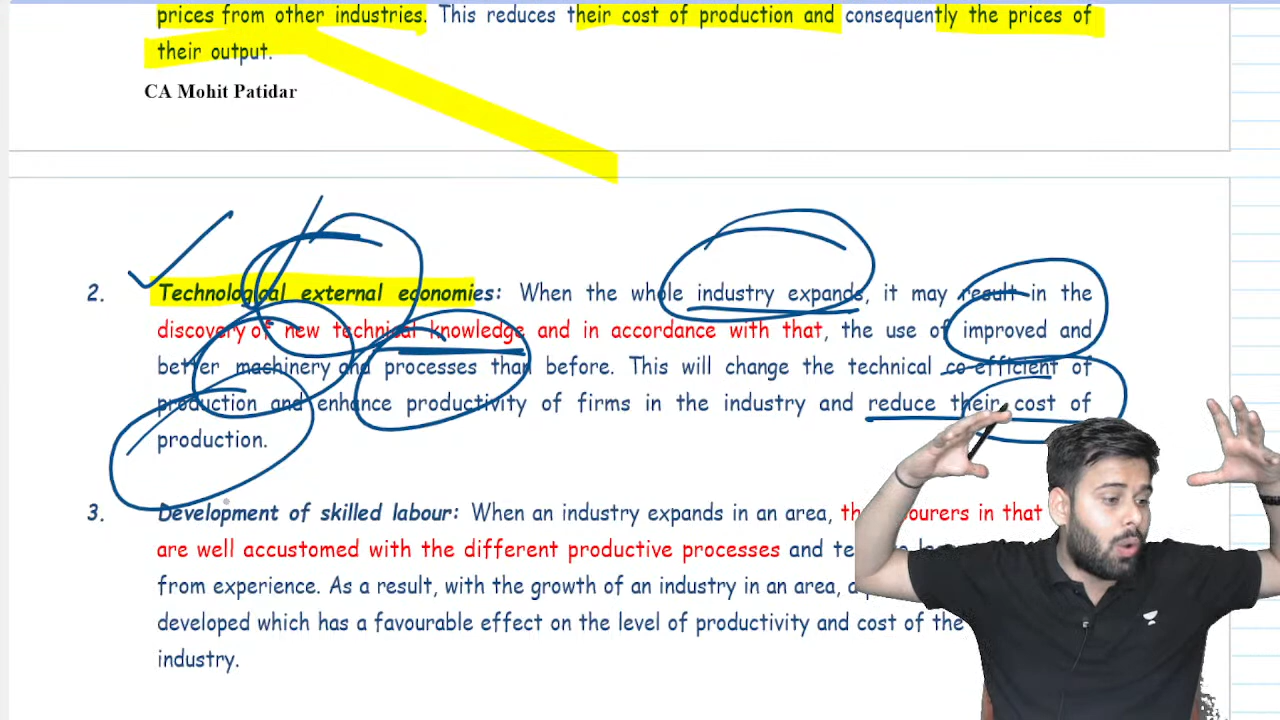 prices from other industries. This reduces their cost of production and consequently the prices of
their output.
CA Mohit Patidar
2. Technological external economies: When the whole industry expands, it may result in the
discovery of new technical knowledge and in accordance with that, the use of improved and
better machinery and processes than before. This will change the technical co-efficient of
production and enhance productivity of firms in the industry and reduce their cost of
production.
3. Development of skilled labour: When an industry expands in an area, in that
are well accustomed with the different productive processes and
from experience. As a result, with the growth of an industry in an area,
developed which has a favourable effect on the level of productivity and cost of the
industry.